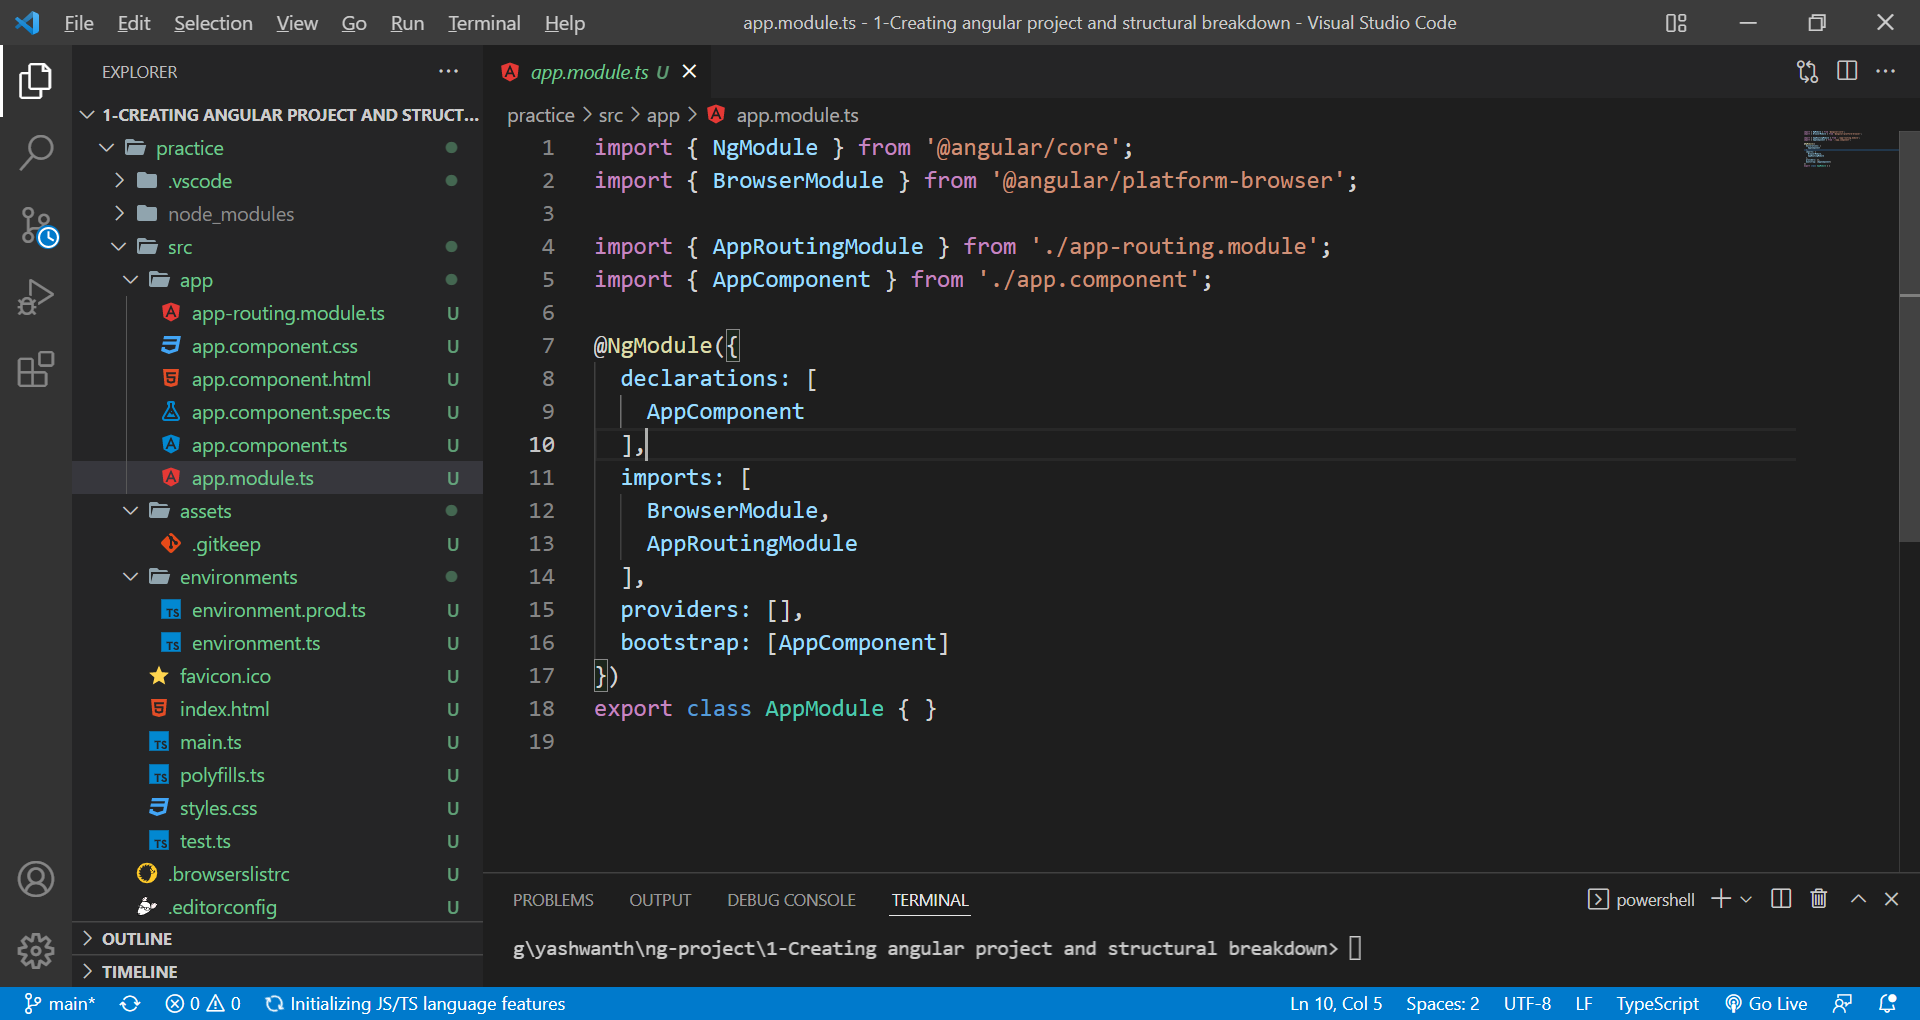 File Edit Selection View Go Run Terminal Help
app.module.ts - 1-Creating angular project and structural breakdown - Visual Studio Code
EXPLORER
1-CREATING ANGULAR PROJECT AND STRUCT...
practice
.vscode
node_modules
src
app
app-routing.module.ts U
app.component.css U
app.component.html U
app.component.spec.ts U
app.component.ts U
app.module.ts U
assets
.gitkeep U
environments
environment.prod.ts U
environment.ts U
favicon.ico U
index.html U
main.ts U
polyfills.ts U
styles.css U
test.ts U
.browserslistrc U
.editorconfig U
OUTLINE
TIMELINE
app.module.ts U
practice > src > app > app.module.ts
1 import { NgModule } from '@angular/core';
2 import { BrowserModule } from '@angular/platform-browser';
3
4 import { AppRoutingModule } from './app-routing.module';
5 import { AppComponent } from './app.component';
6
7 @NgModule({
8 declarations: [
9 AppComponent
10 ],
11 imports: [
12 BrowserModule,
13 AppRoutingModule
14 ],
15 providers: [],
16 bootstrap: [AppComponent]
17 })
18 export class AppModule { }
19
PROBLEMS OUTPUT DEBUG CONSOLE TERMINAL powershell
g\yashwanth\ng-project\1-Creating angular project and structural breakdown>
main* 0 0 Initializing JS/TS language features Ln 10, Col 5 Spaces: 2 UTF-8 LF TypeScript Go Live